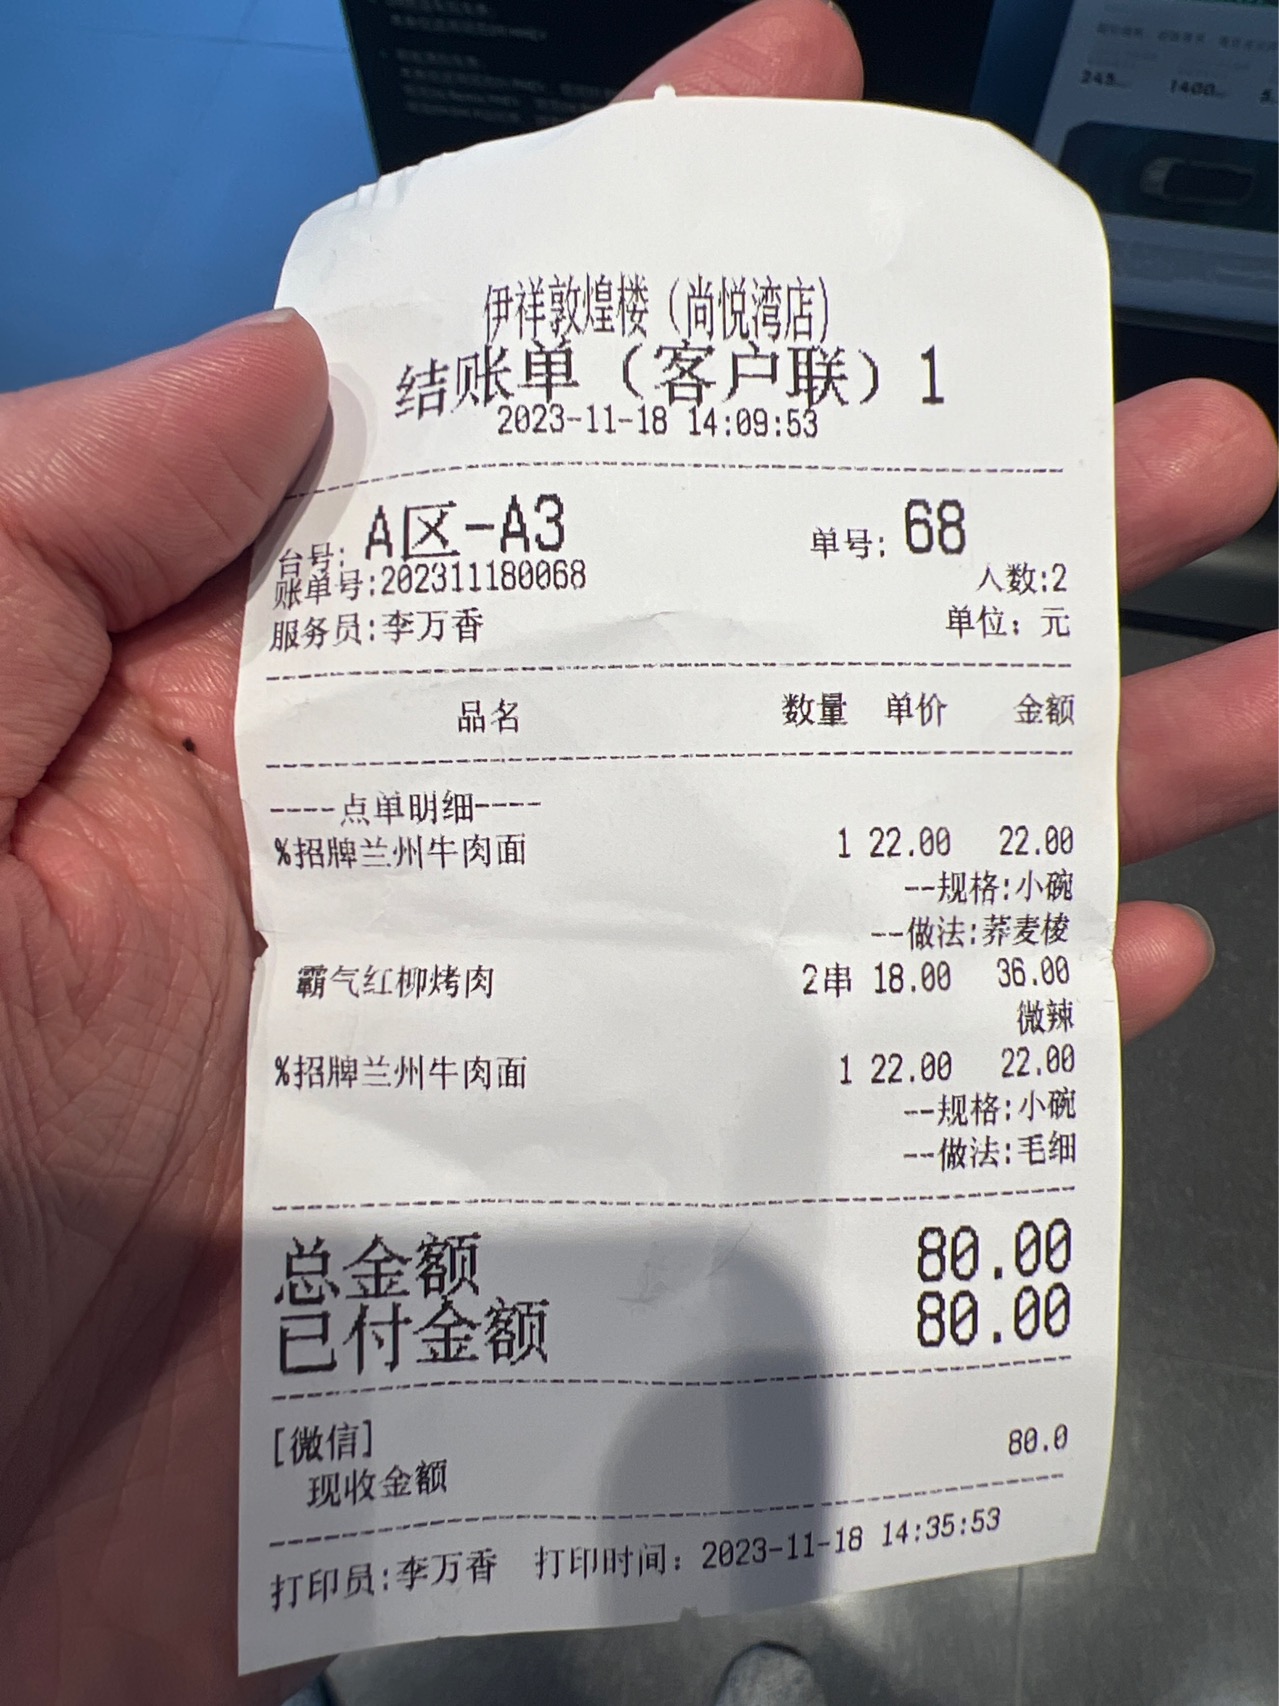 245
1400
伊祥敦煌楼（尚悦湾店）
结账单（客户联）1
2023-11-18 14:09:53
台号: A区-A3 单号: 68
账单号:202311180068 人数:2
服务员:李万香 单位：元
品名 数量 单价 金额
----点单明细----
%招牌兰州牛肉面 1 22.00 22.00
--规格:小碗
--做法:荞麦棱
霸气红柳烤肉 2串 18.00 36.00
微辣
%招牌兰州牛肉面 1 22.00 22.00
--规格:小碗
--做法:毛细
总金额 80.00
已付金额 80.00
[微信]
现收金额 80.0
打印员:李万香 打印时间：2023-11-18 14:35:53